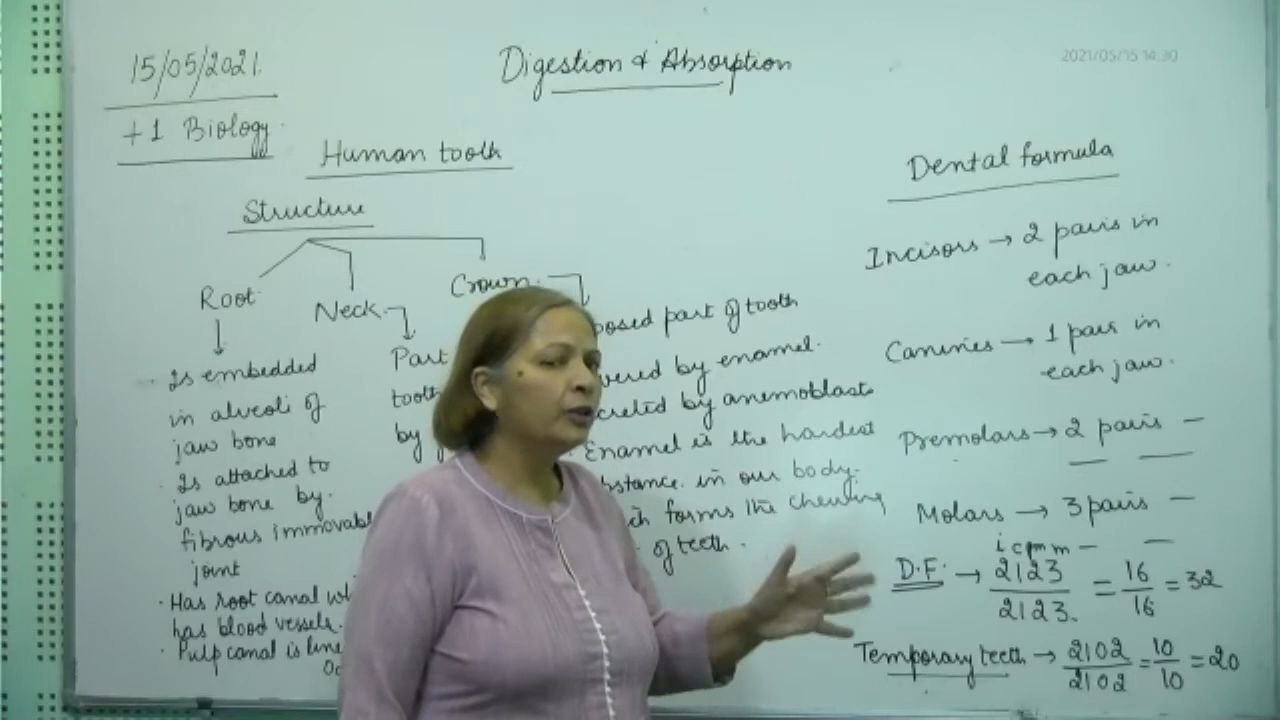 15/05/2021.
+1 Biology.
Digestion & Absorption
2021/05/15 14:30
Human tooth
Structure
Root
Neck
Crown
Is embedded
in alveoli of
jaw bone
Is attached to
jaw bone by
fibrous immovabl
joint
Has root canal wh
has blood vessels.
Pulp canal is line
Part
tooth
by
posed part of tooth
vered by enamel.
creted by anemoblasts
Enamel is the hardest
bstance in our body.
ch forms the chewing
of teeth.
Dental formula
Incisors → 2 pairs in
each jaw.
Canines → 1 pair in
each jaw.
Premolars → 2 pairs —
— —
Molars → 3 pairs —
— —
i c pm m
D.F. → 2123/2123. = 16/16 = 32
Temporary teeth → 2102/2102 = 10/10 = 20